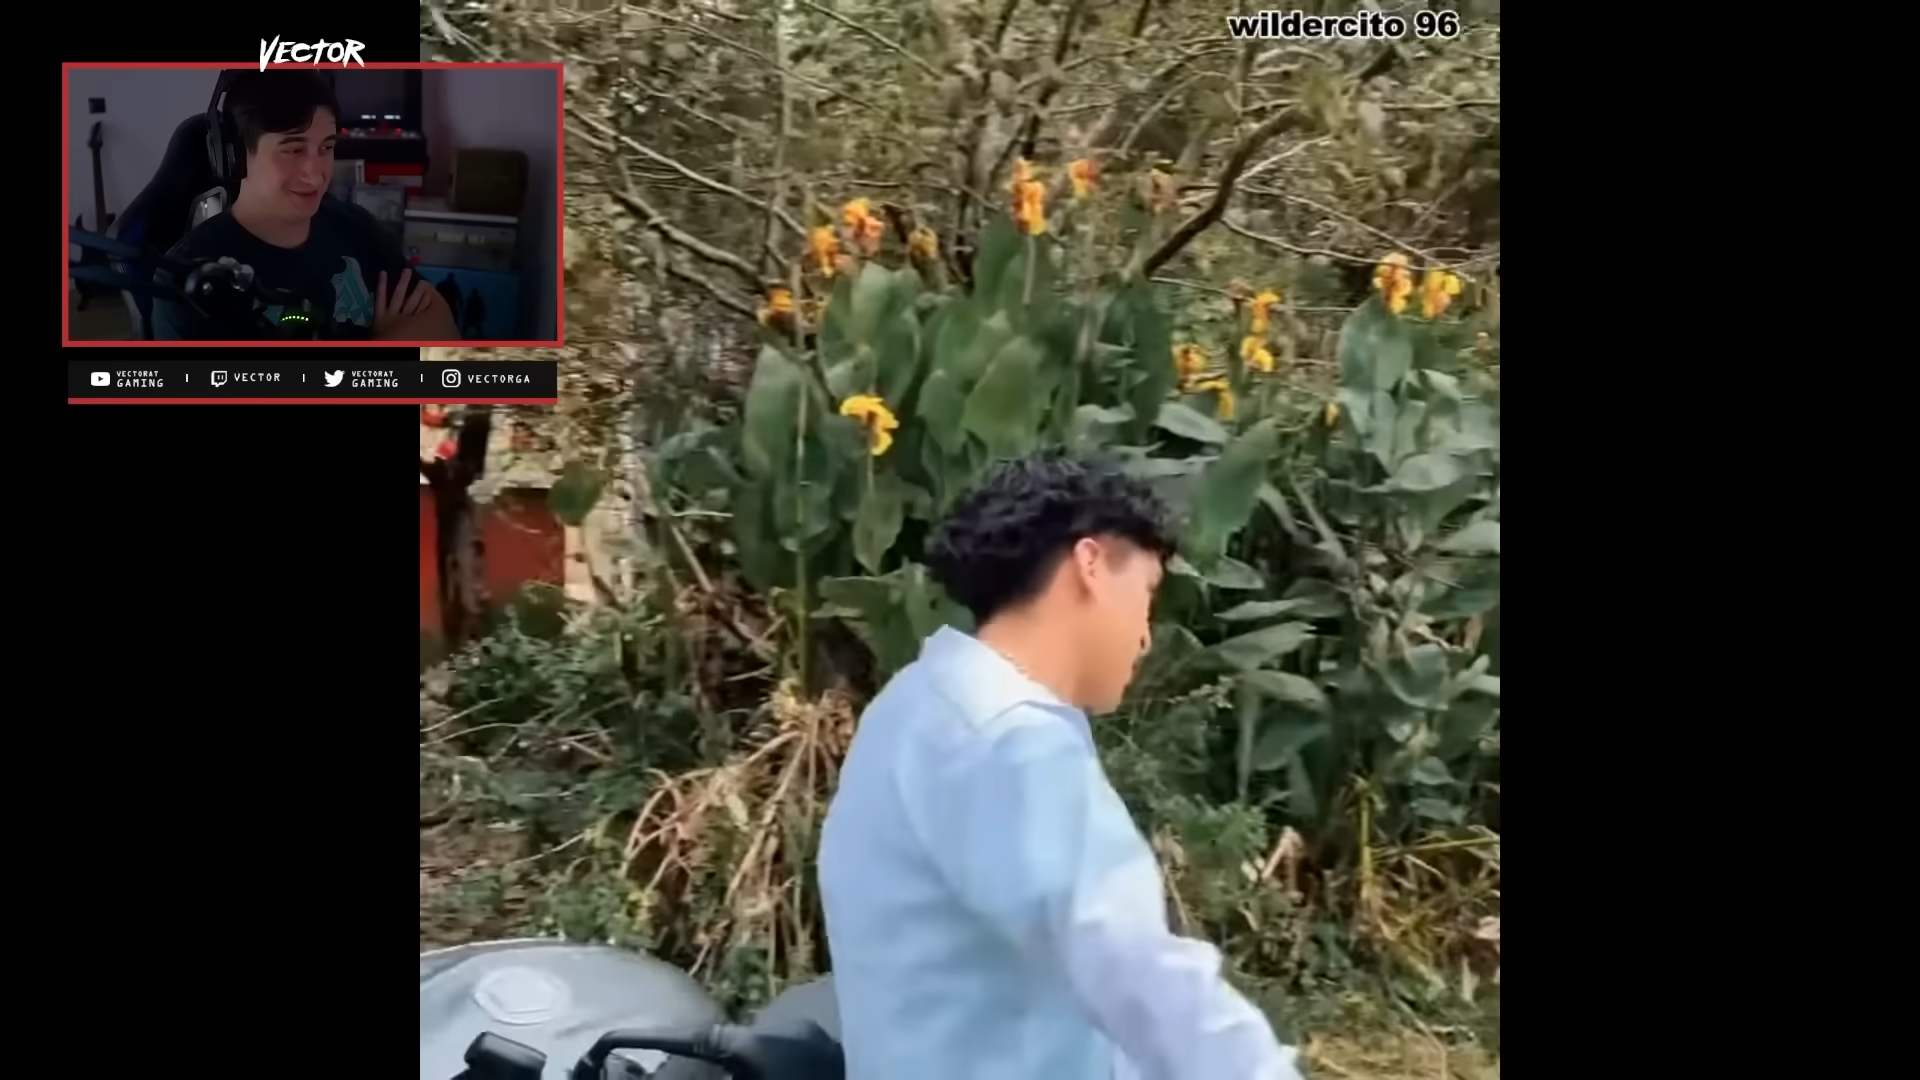 wildercito 96
VECTOR
VECTORAT
GAMING
VECTOR
VECTORAT
GAMING
VECTORGA